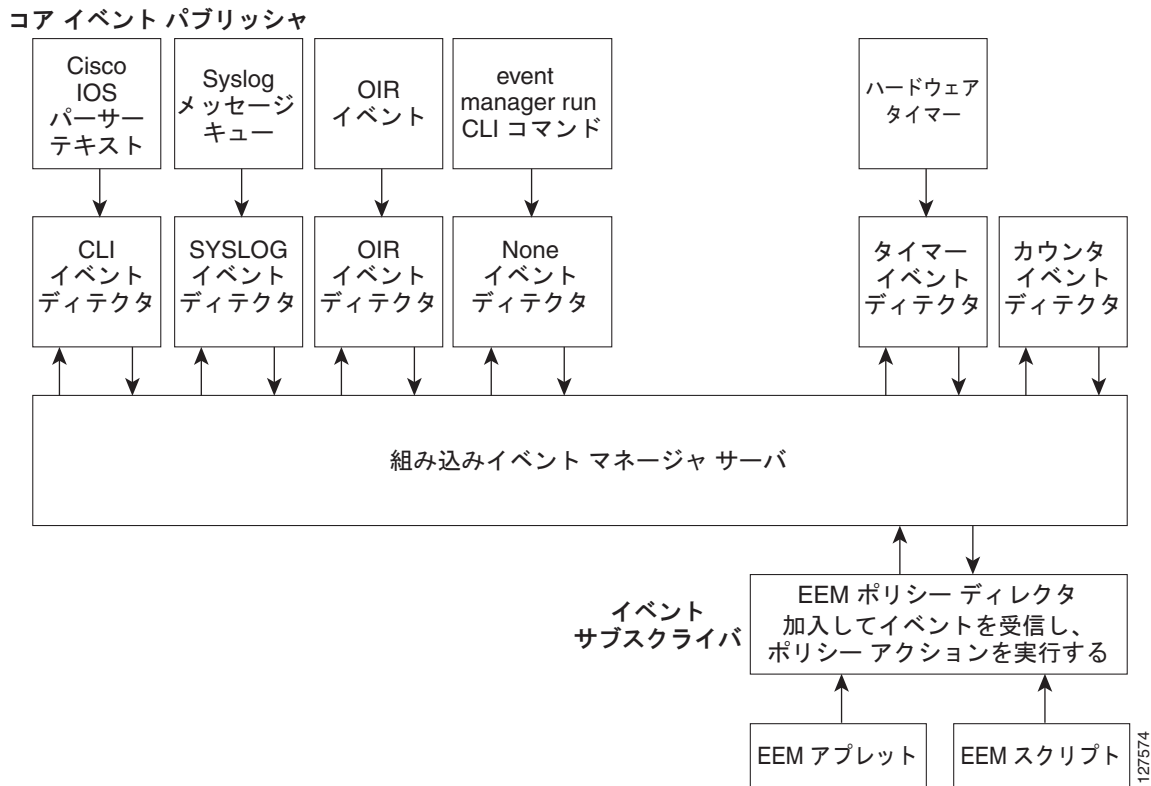 コア イベント パブリッシャ
Cisco
IOS
パーサー
テキスト
Syslog
メッセージ
キュー
OIR
イベント
event
manager run
CLI コマンド
ハードウェア
タイマー
CLI
イベント
ディテクタ
SYSLOG
イベント
ディテクタ
OIR
イベント
ディテクタ
None
イベント
ディテクタ
タイマー
イベント
ディテクタ
カウンタ
イベント
ディテクタ
組み込みイベント マネージャ サーバ
イベント
サブスクライバ
EEM ポリシー ディレクタ
加入してイベントを受信し、
ポリシー アクションを実行する
EEM アプレット
EEM スクリプト
127574